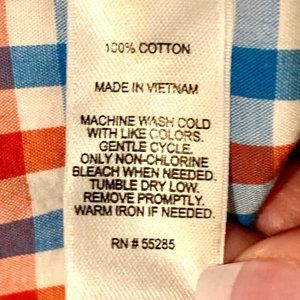 100% COTTON
MADE IN VIETNAM
MACHINE WASH COLD
WITH LIKE COLORS.
GENTLE CYCLE.
ONLY NON-CHLORINE
BLEACH WHEN NEEDED.
TUMBLE DRY LOW.
REMOVE PROMPTLY.
WARM IRON IF NEEDED.
RN # 55285